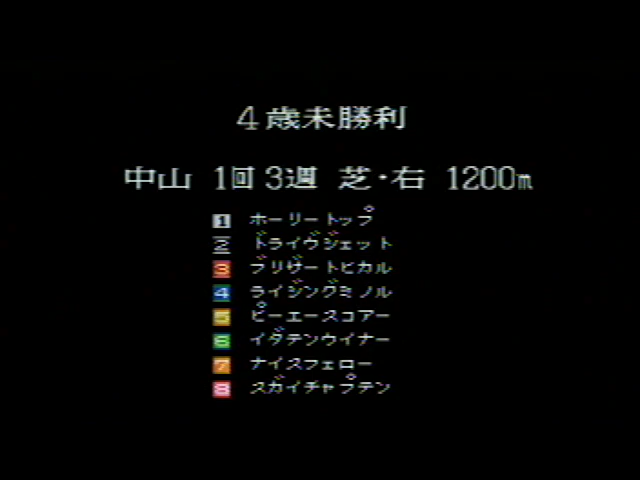 4歳未勝利
中山 1回3週 芝・右 1200m
1 ホーリートップ
2 ドライヴジェット
3 ブリザートヒカル
4 ライジングミノル
5 ピーエースコアー
6 イダテンウイナー
7 ナイスフェロー
8 スガイチャプテン